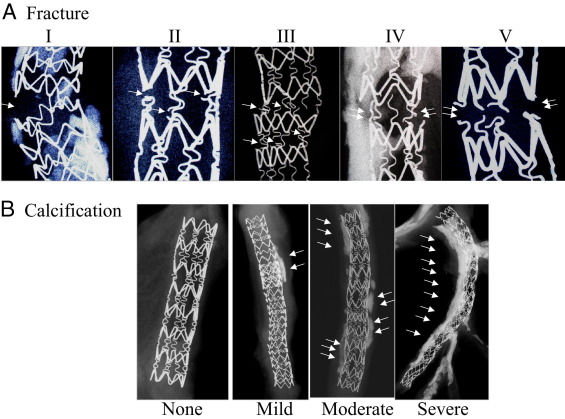 A Fracture
I II III IV V
B Calcification
None Mild Moderate Severe